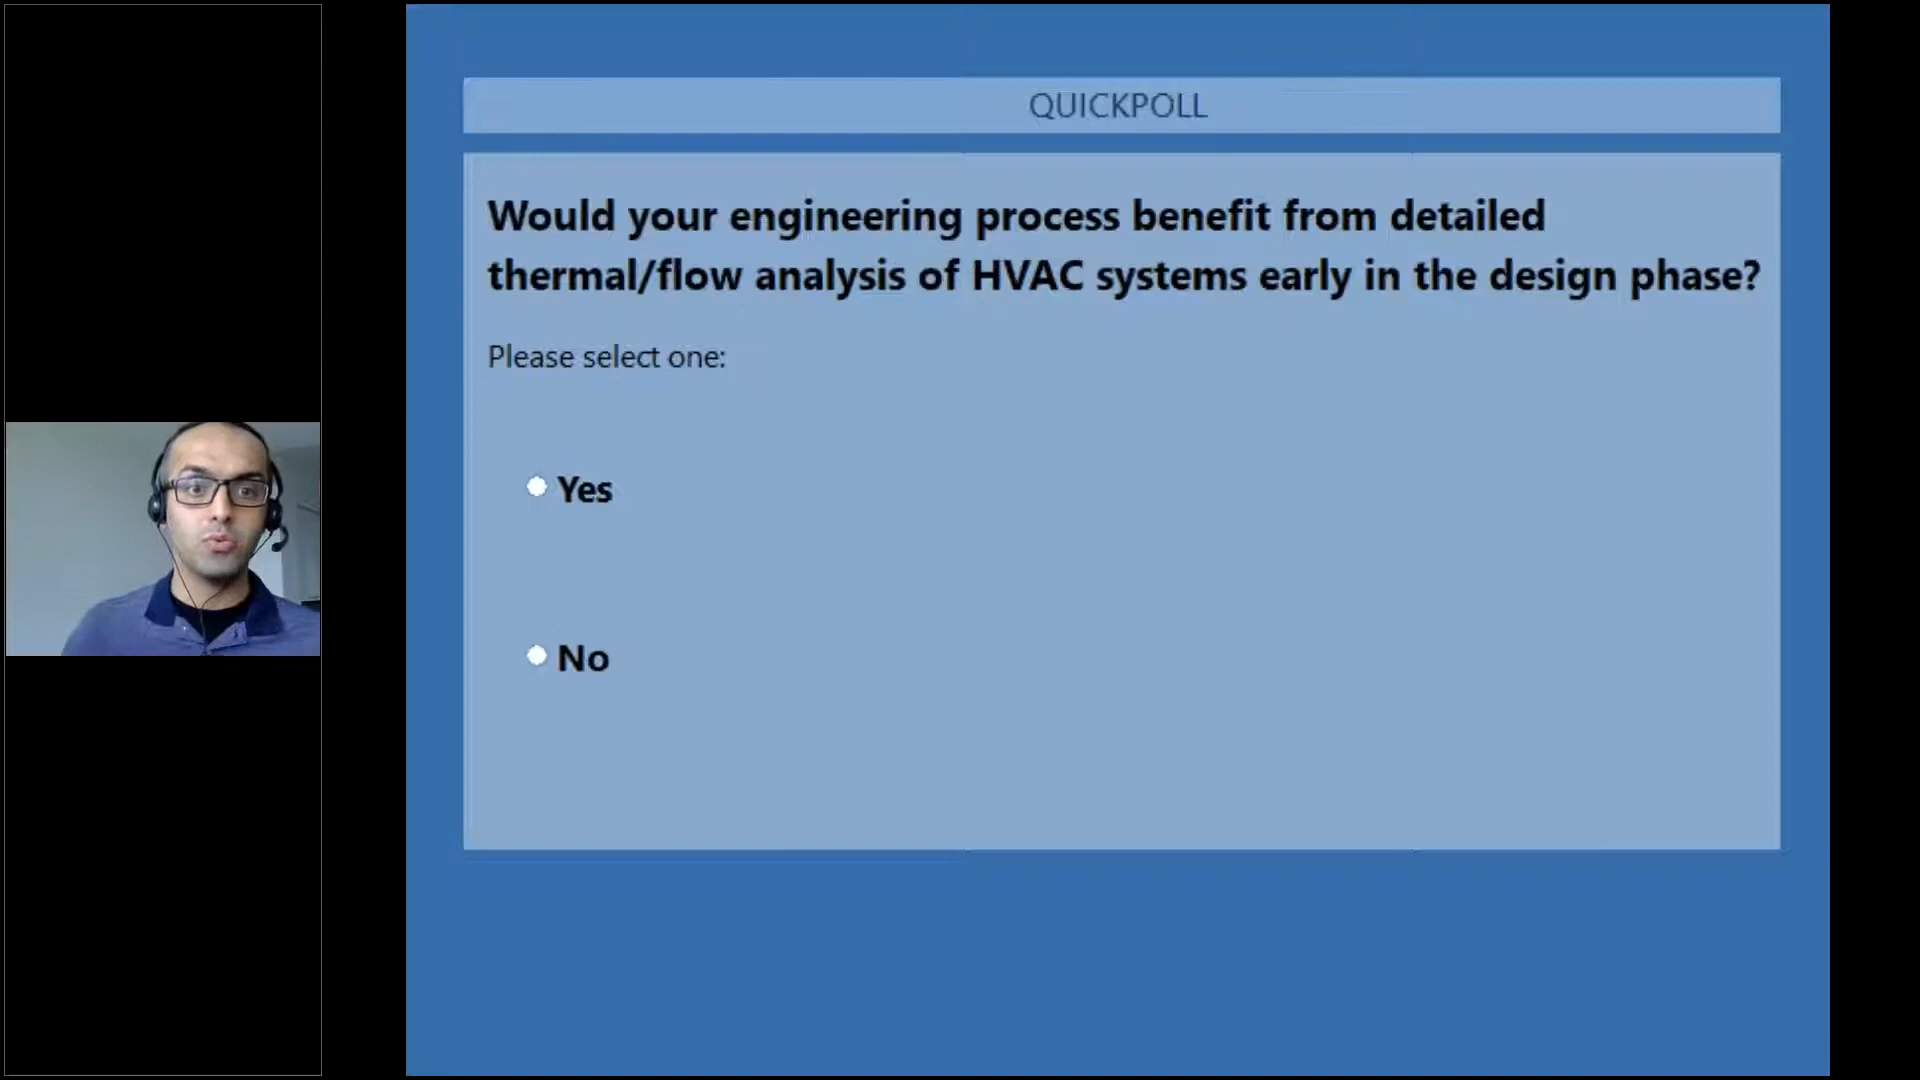 QUICKPOLL
Would your engineering process benefit from detailed
thermal/flow analysis of HVAC systems early in the design phase?
Please select one:
Yes
No